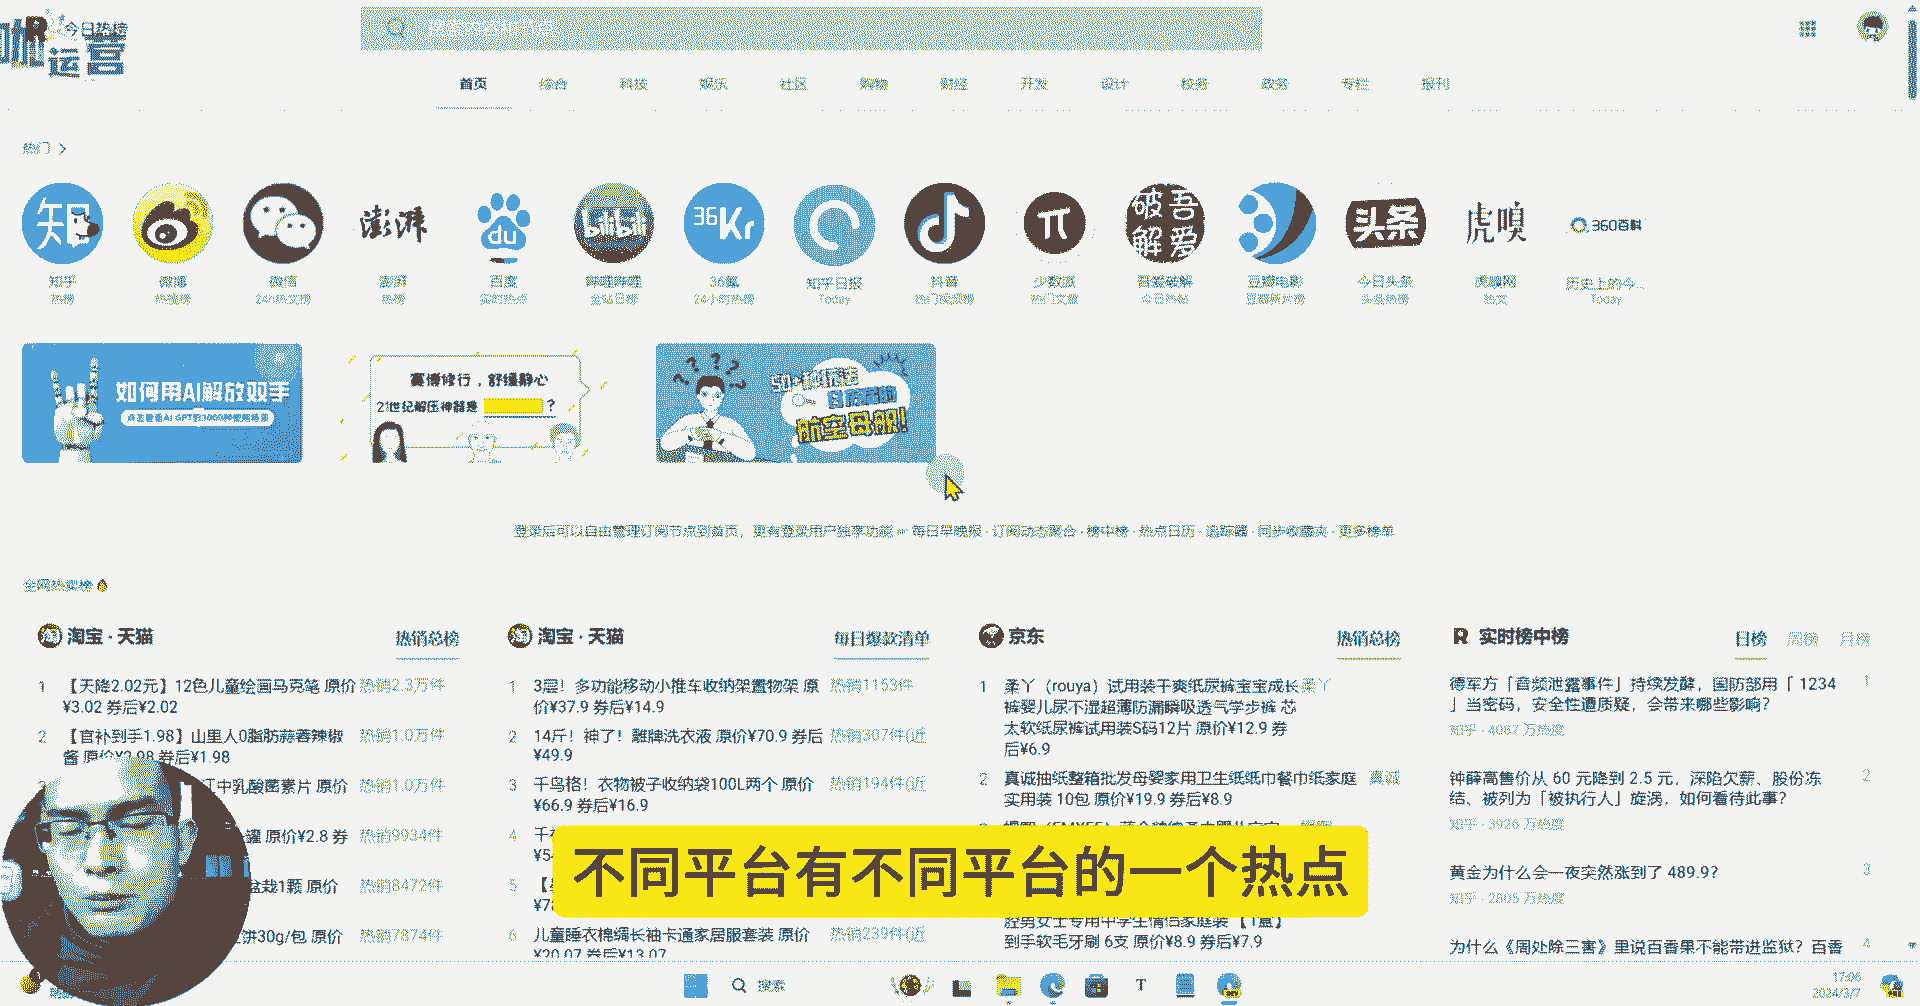 今日热榜
咖运营
首页 综合 科技 娱乐 社区 购物 财经 开发 设计 校务 政务 专栏 报刊
热门
知
澎湃
du
bilibili
36Kr
π
吾爱破解
头条
虎嗅
360百科
知乎 微博 微信 澎湃 百度 哔哩哔哩 36氪 知乎日报 抖音 少数派 吾爱破解 豆瓣电影 今日头条 虎嗅网 历史上的今...
热榜 热搜榜 24h热文榜 热榜 实时热点 全站日榜 24小时热榜 Today 热门视频榜 热门文章 今日热帖 豆瓣新片榜 头条热榜 热文 Today
如何用AI解放双手
赛博修行，舒缓静心
21世纪解压神器是 ?
航空母舰!
登录后可以自由管理订阅节点到首页，更有登录用户独享功能 每日早晚报 · 订阅动态聚合 · 榜中榜 · 热点日历 · 追踪器 · 同步收藏夹 · 更多榜单
全网热卖榜
淘宝 · 天猫 热销总榜
1 【天降2.02元】12色儿童绘画马克笔 原价 热销2.3万件
¥3.02 券后¥2.02
2 【官补到手1.98】山里人0脂肪蒜蓉辣椒 热销1.0万件
酱 原价¥3.98 券后¥1.98
江中乳酸菌素片 原价 热销1.0万件
罐 原价¥2.8 券 热销9934件
盆栽1颗 原价 热销8472件
饼30g/包 原价 热销7874件
淘宝 · 天猫 每日爆款清单
1 3层！多功能移动小推车收纳架置物架 原 热销1153件
价¥37.9 券后¥14.9
2 14斤！神了！雕牌洗衣液 原价¥70.9 券后 热销307件(近
¥49.9
3 千鸟格！衣物被子收纳袋100L两个 原价 热销194件(近
¥66.9 券后¥16.9
4 千
¥5
5 【
¥7
6 儿童睡衣棉绸长袖卡通家居服套装 原价 热销239件(近
¥20.07 券后¥13.07
京东 热销总榜
1 柔丫（rouya）试用装干爽纸尿裤宝宝成长 柔丫
裤婴儿尿不湿超薄防漏瞬吸透气学步裤 芯
太软纸尿裤试用装S码12片 原价¥12.9 券
后¥6.9
2 真诚抽纸整箱批发母婴家用卫生纸纸巾餐巾纸家庭 真诚
实用装 10包 原价¥19.9 券后¥8.9
腔男女士专用中学生情侣家庭装 【1盒】
到手软毛牙刷 6支 原价¥8.9 券后¥7.9
R 实时榜中榜 日榜 周榜 月榜
德军方「音频泄露事件」持续发酵，国防部用「 1234 1
」当密码，安全性遭质疑，会带来哪些影响？
知乎 · 4087 万热度
钟薛高售价从 60 元降到 2.5 元，深陷欠薪、股份冻 2
结、被列为「被执行人」旋涡，如何看待此事？
知乎 · 3926 万热度
黄金为什么会一夜突然涨到了 489.9？ 3
知乎 · 2805 万热度
为什么《周处除三害》里说百香果不能带进监狱？百香 4
不同平台有不同平台的一个热点
搜索
17:06
2024/3/7